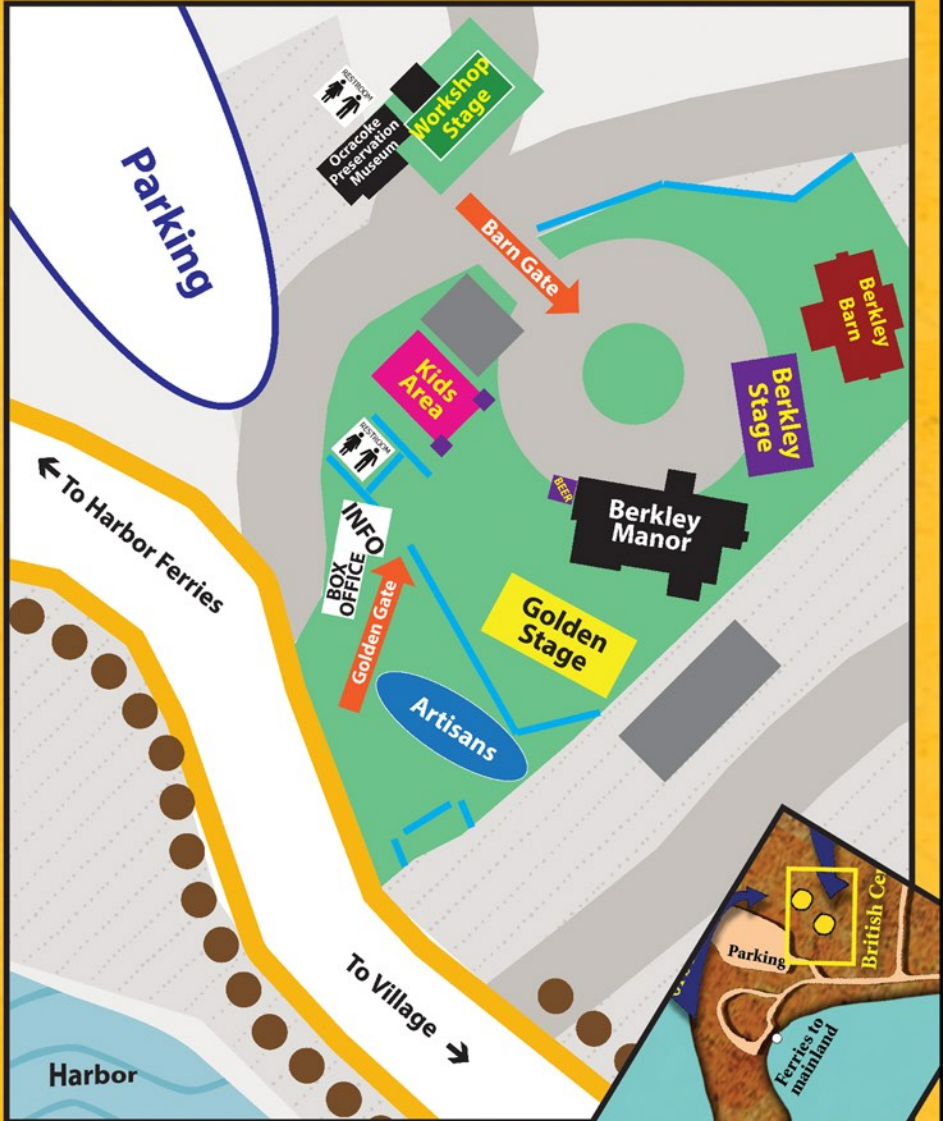 RESTROOM
Workshop
Stage
Ocracoke
Preservation
Museum
Parking
Barn Gate
Berkley
Barn
Kids
Area
Berkley
Stage
RESTROOM
← To Harbor Ferries
BEER
Berkley
Manor
INFO
BOX
OFFICE
Golden Gate
Golden
Stage
Artisans
To Village →
Harbor
Parking
British Ce
Ferries to
mainland